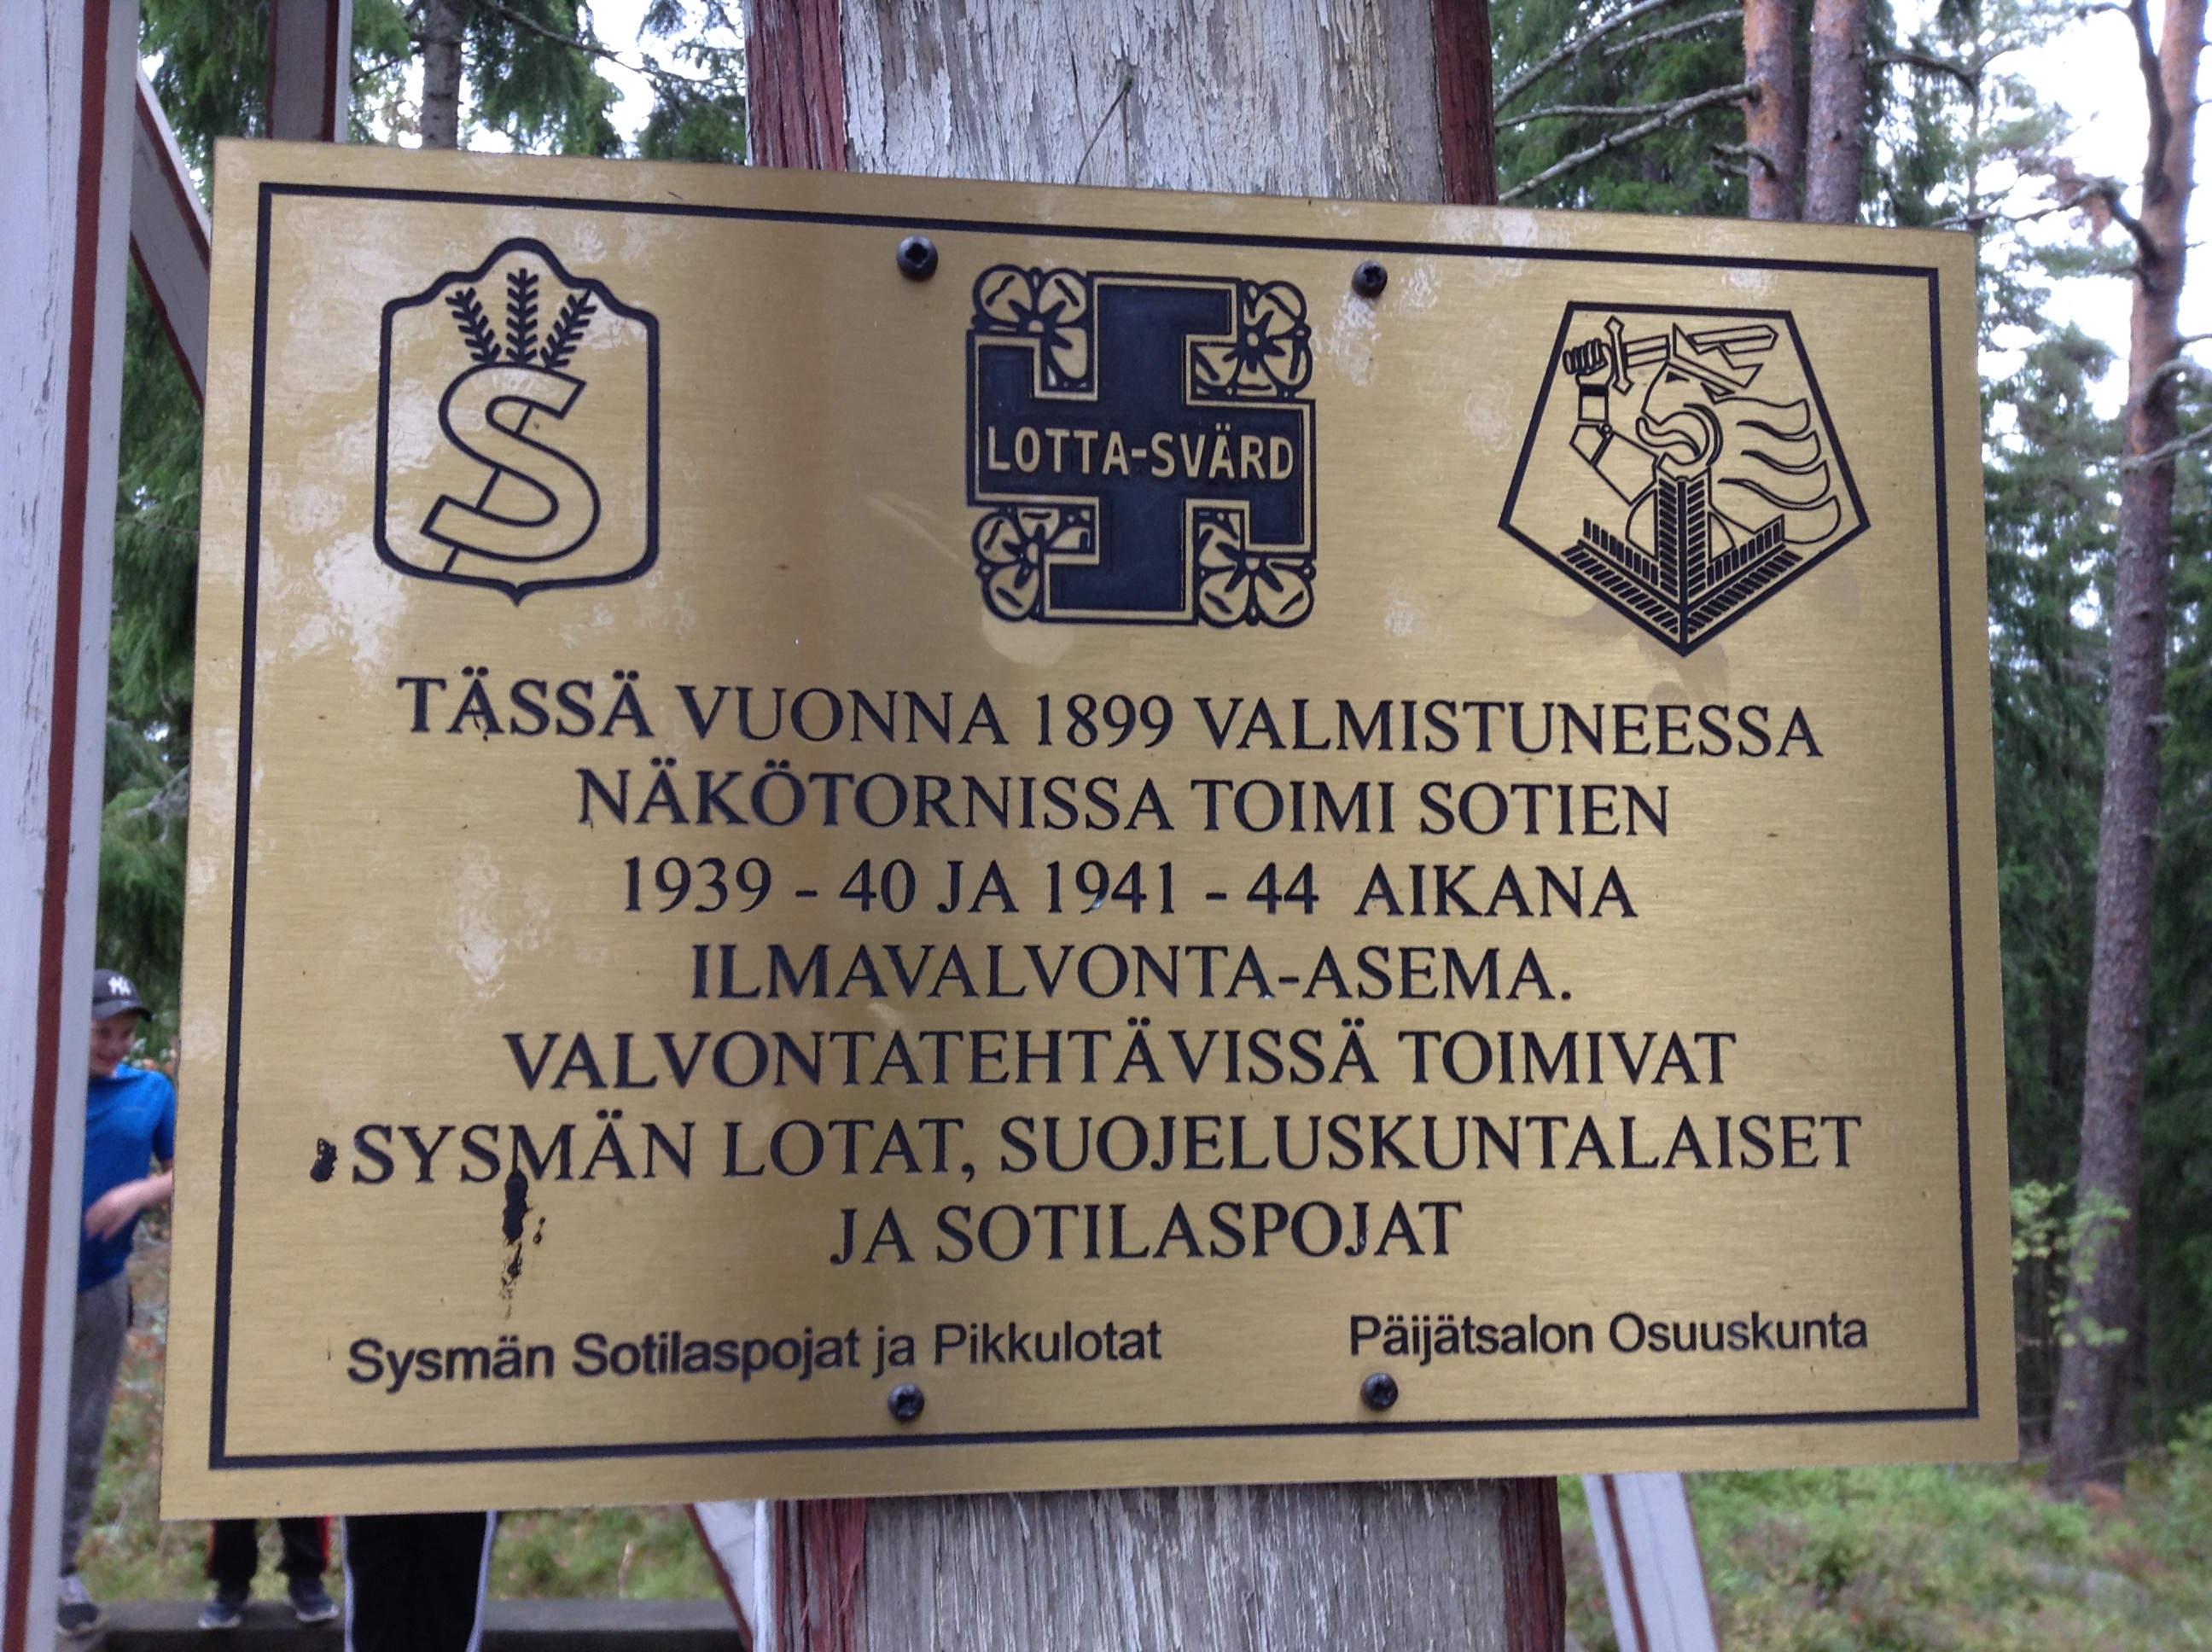 S
LOTTA-SVÄRD
TÄSSÄ VUONNA 1899 VALMISTUNEESSA
NÄKÖTORNISSA TOIMI SOTIEN
1939 - 40 JA 1941 - 44 AIKANA
ILMAVALVONTA-ASEMA.
VALVONTATEHTÄVISSÄ TOIMIVAT
SYSMÄN LOTAT, SUOJELUSKUNTALAISET
JA SOTILASPOJAT
Sysmän Sotilaspojat ja Pikkulotat
Päijätsalon Osuuskunta